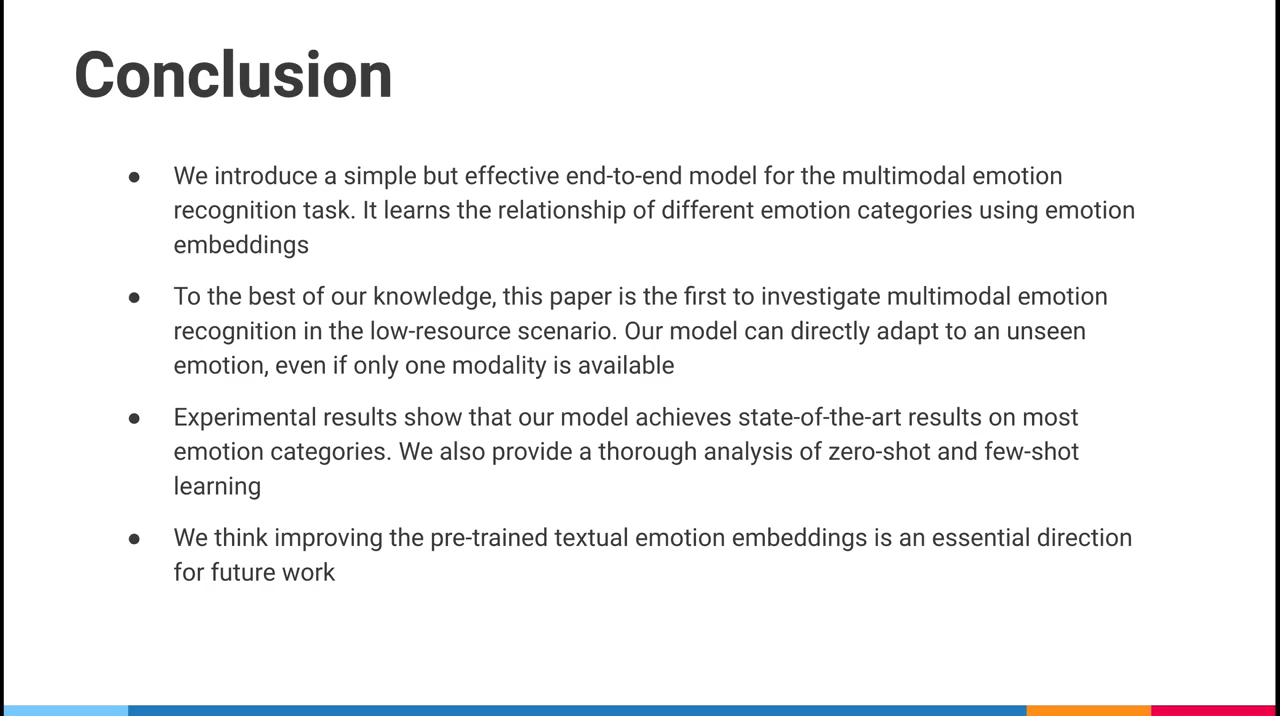 Conclusion
● We introduce a simple but effective end-to-end model for the multimodal emotion
recognition task. It learns the relationship of different emotion categories using emotion
embeddings
● To the best of our knowledge, this paper is the first to investigate multimodal emotion
recognition in the low-resource scenario. Our model can directly adapt to an unseen
emotion, even if only one modality is available
● Experimental results show that our model achieves state-of-the-art results on most
emotion categories. We also provide a thorough analysis of zero-shot and few-shot
learning
● We think improving the pre-trained textual emotion embeddings is an essential direction
for future work